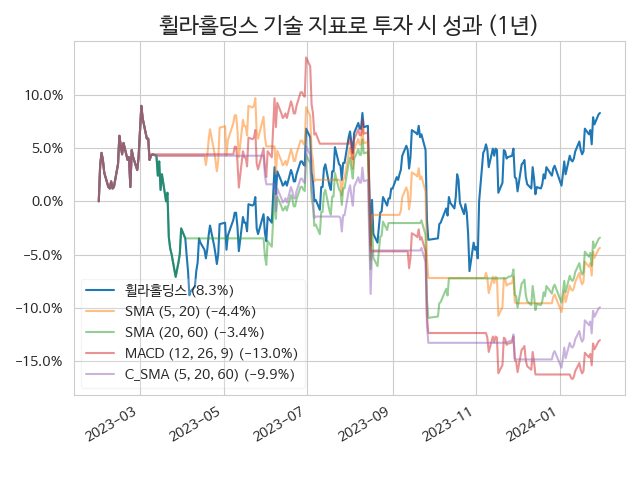 휠라홀딩스 기술 지표로 투자 시 성과 (1년)
10.0%
5.0%
0.0%
−5.0%
−10.0%
−15.0%
휠라홀딩스 (8.3%)
SMA (5, 20) (−4.4%)
SMA (20, 60) (−3.4%)
MACD (12, 26, 9) (−13.0%)
C_SMA (5, 20, 60) (−9.9%)
2023−03
2023−05
2023−07
2023−09
2023−11
2024−01